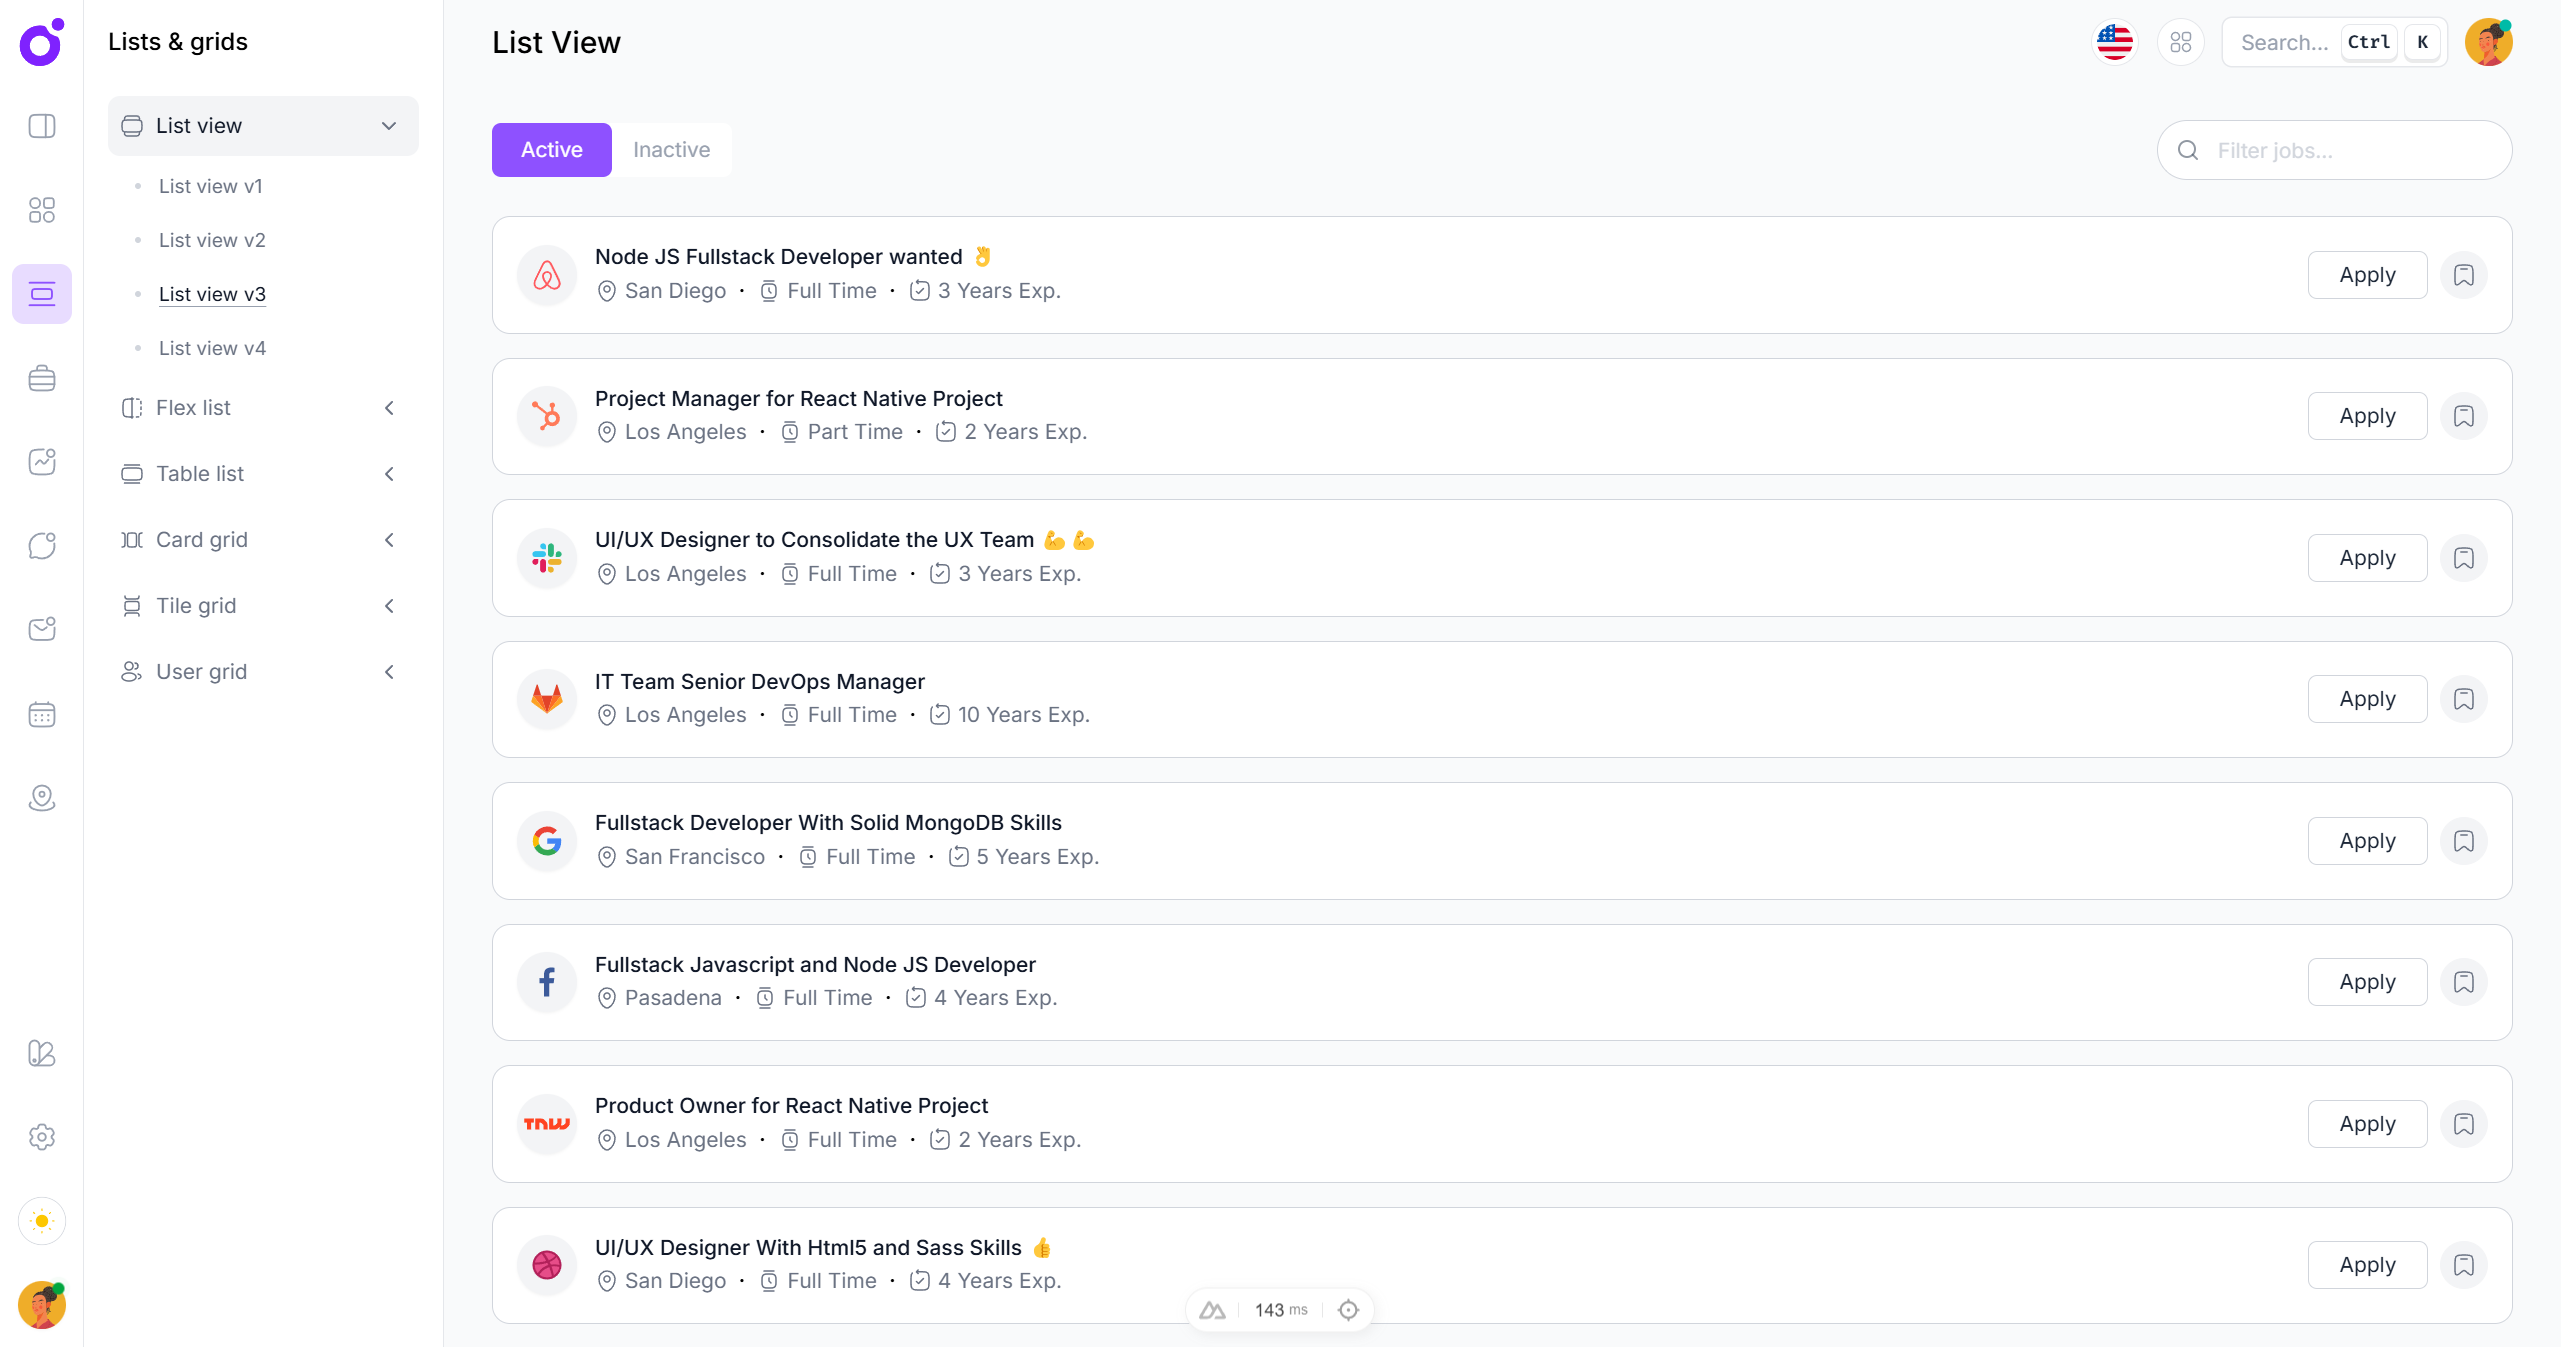 Lists & grids
List view
List view v1
List view v2
List view v3
List view v4
Flex list
Table list
Card grid
Tile grid
User grid
List View
Search... Ctrl K
Active Inactive
Filter jobs...
Node JS Fullstack Developer wanted 👌
San Diego · Full Time · 3 Years Exp.
Apply
Project Manager for React Native Project
Los Angeles · Part Time · 2 Years Exp.
Apply
UI/UX Designer to Consolidate the UX Team 💪 💪
Los Angeles · Full Time · 3 Years Exp.
Apply
IT Team Senior DevOps Manager
Los Angeles · Full Time · 10 Years Exp.
Apply
Fullstack Developer With Solid MongoDB Skills
San Francisco · Full Time · 5 Years Exp.
Apply
Fullstack Javascript and Node JS Developer
Pasadena · Full Time · 4 Years Exp.
Apply
TNW
Product Owner for React Native Project
Los Angeles · Full Time · 2 Years Exp.
Apply
UI/UX Designer With Html5 and Sass Skills 👍
San Diego · Full Time · 4 Years Exp.
Apply
143 ms